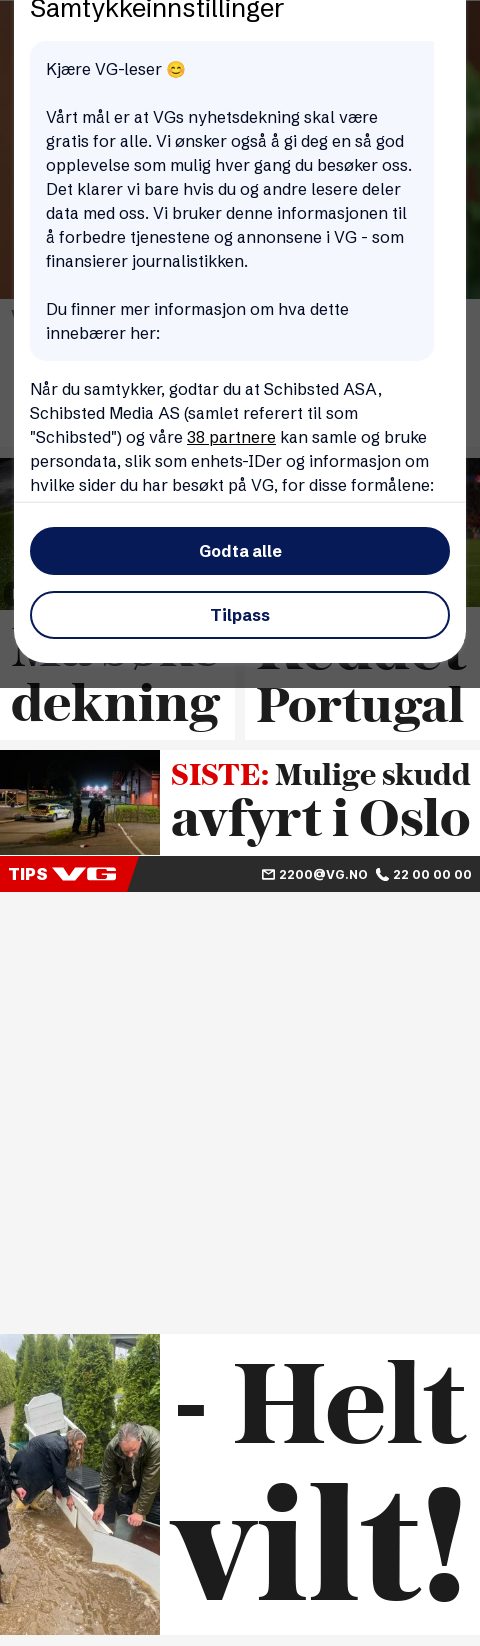 Samtykkeinnstillinger
Kjære VG-leser 😊
Vårt mål er at VGs nyhetsdekning skal være
gratis for alle. Vi ønsker også å gi deg en så god
opplevelse som mulig hver gang du besøker oss.
Det klarer vi bare hvis du og andre lesere deler
data med oss. Vi bruker denne informasjonen til
å forbedre tjenestene og annonsene i VG - som
finansierer journalistikken.
Du finner mer informasjon om hva dette
innebærer her:
Når du samtykker, godtar du at Schibsted ASA,
Schibsted Media AS (samlet referert til som
"Schibsted") og våre 38 partnere kan samle og bruke
persondata, slik som enhets-IDer og informasjon om
hvilke sider du har besøkt på VG, for disse formålene:
Godta alle
Tilpass
dekning
Reddet
Portugal
SISTE: Mulige skudd
avfyrt i Oslo
TIPS VG
2200@VG.NO 22 00 00 00
- Helt
vilt!